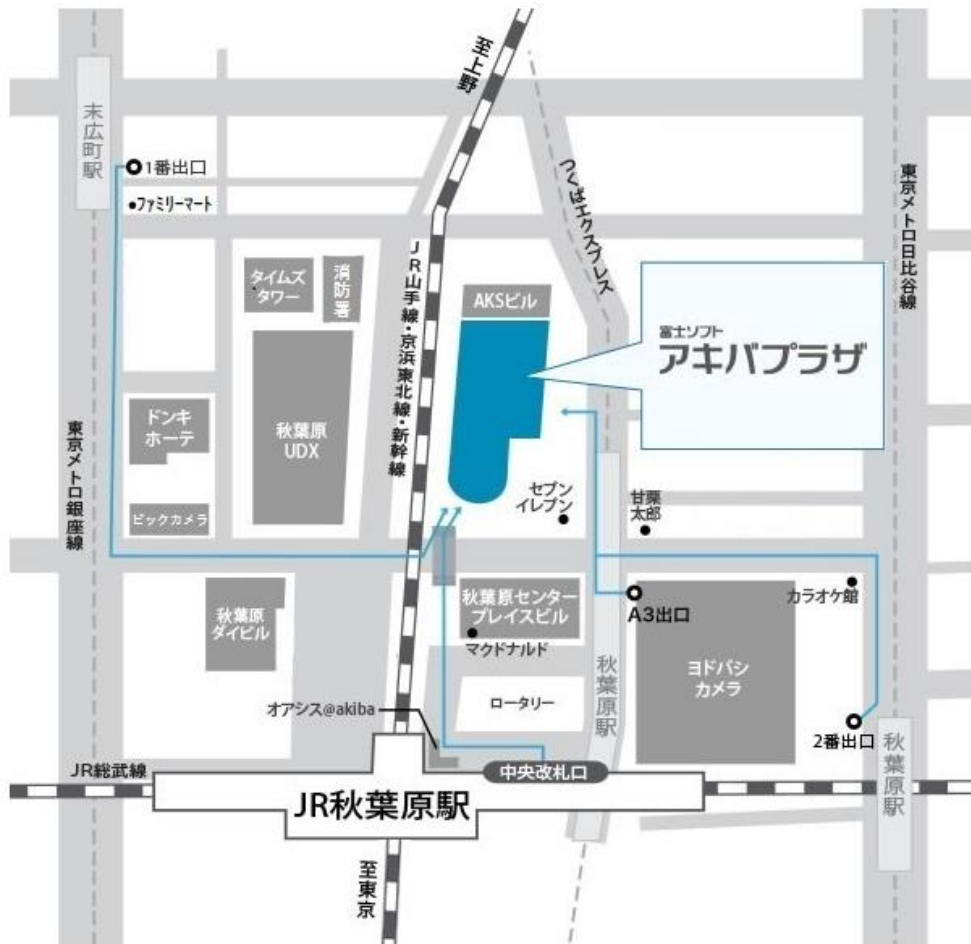 至上野
末広町駅
1番出口
ファミリーマート
つくばエクスプレス
東京メトロ日比谷線
タイムズ
タワー
消防署
JR山手線・京浜東北線・新幹線
AKSビル
富士ソフト
アキバプラザ
ドンキ
ホーテ
秋葉原
UDX
東京メトロ銀座線
ビックカメラ
セブン
イレブン
甘栗
太郎
秋葉原
ダイビル
秋葉原センター
プレイスビル
マクドナルド
A3出口
カラオケ館
ヨドバシ
カメラ
秋葉原駅
ロータリー
オアシス@akiba
2番出口
秋葉原駅
JR総武線
中央改札口
JR秋葉原駅
至東京